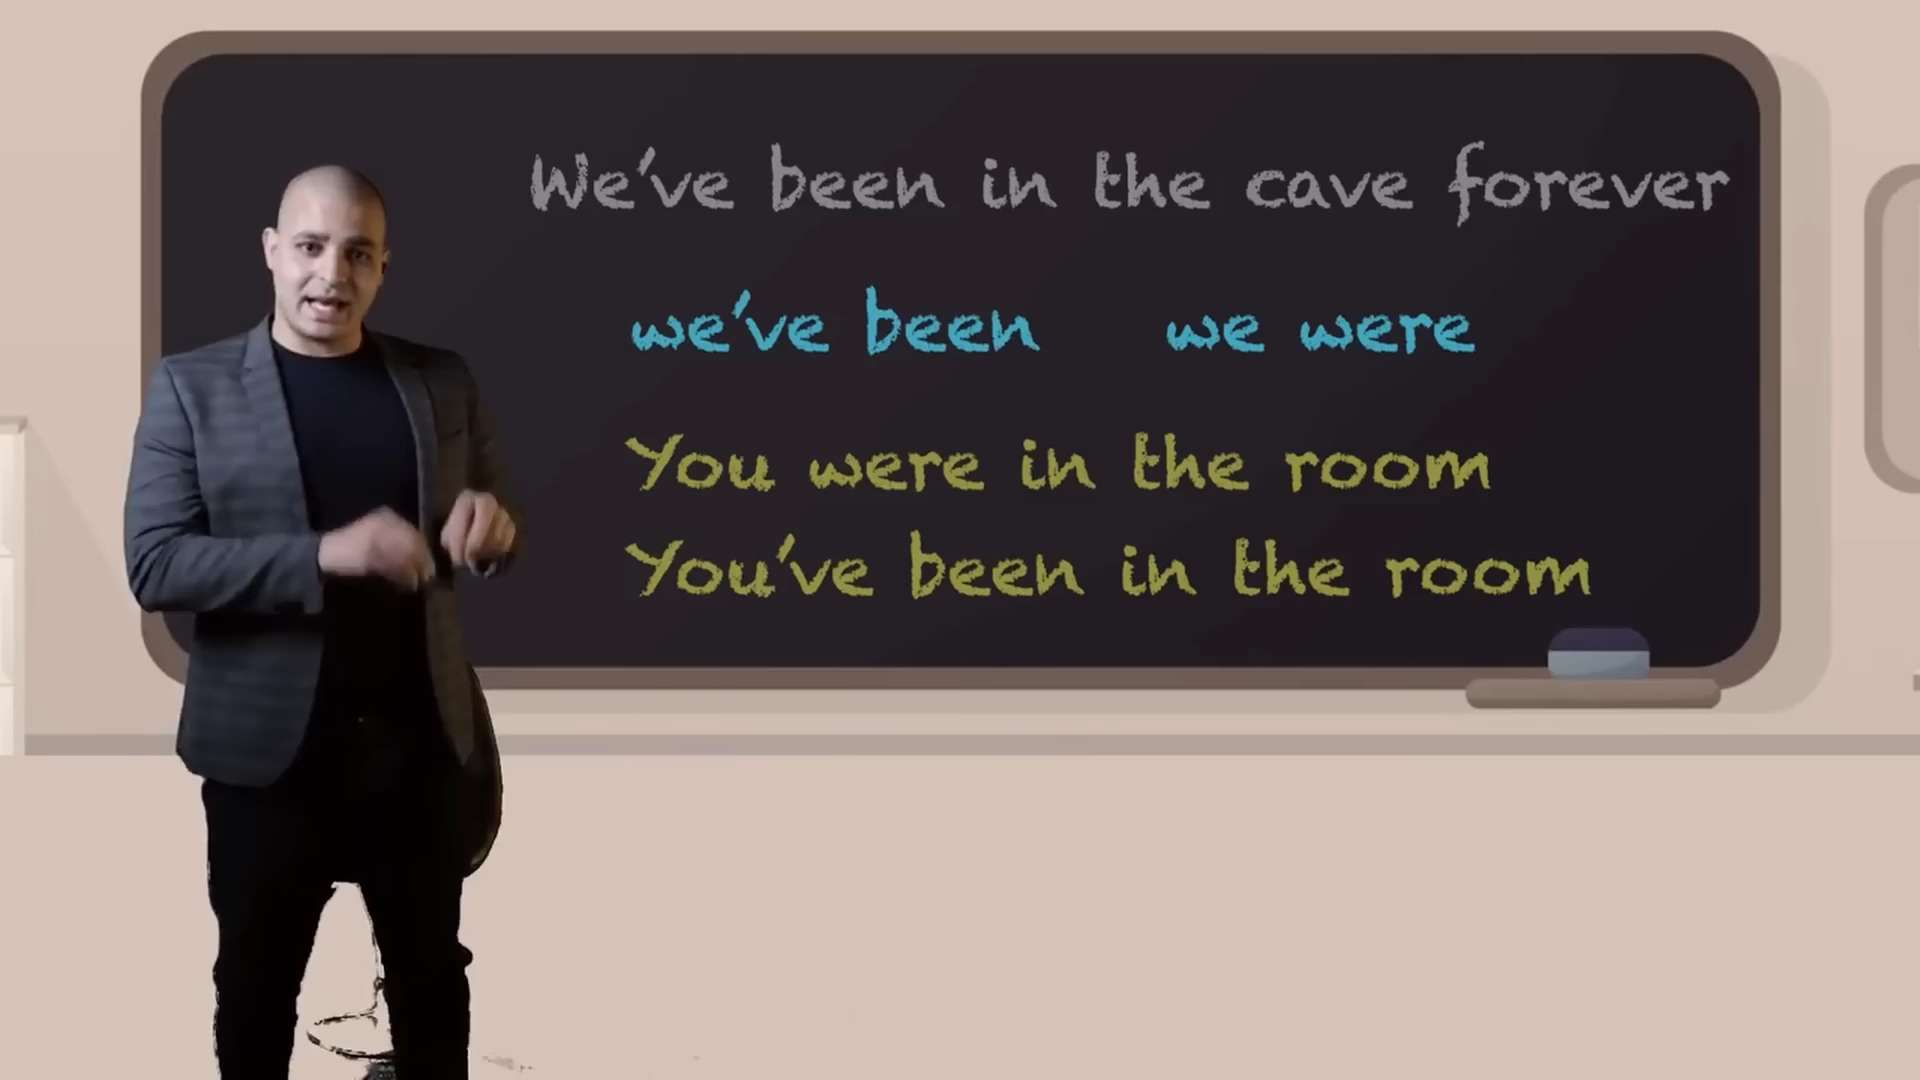 We've been in the cave forever
we've been we were
You were in the room
You've been in the room